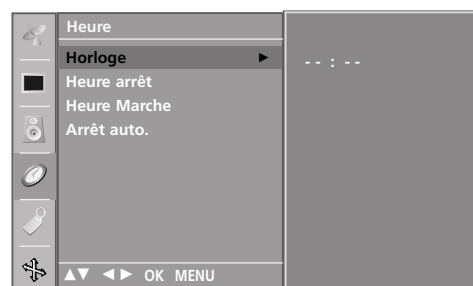 Heure
Horloge ►
- - : - -
Heure arrêt
Heure Marche
Arrêt auto.
▲▼ ◄► OK MENU